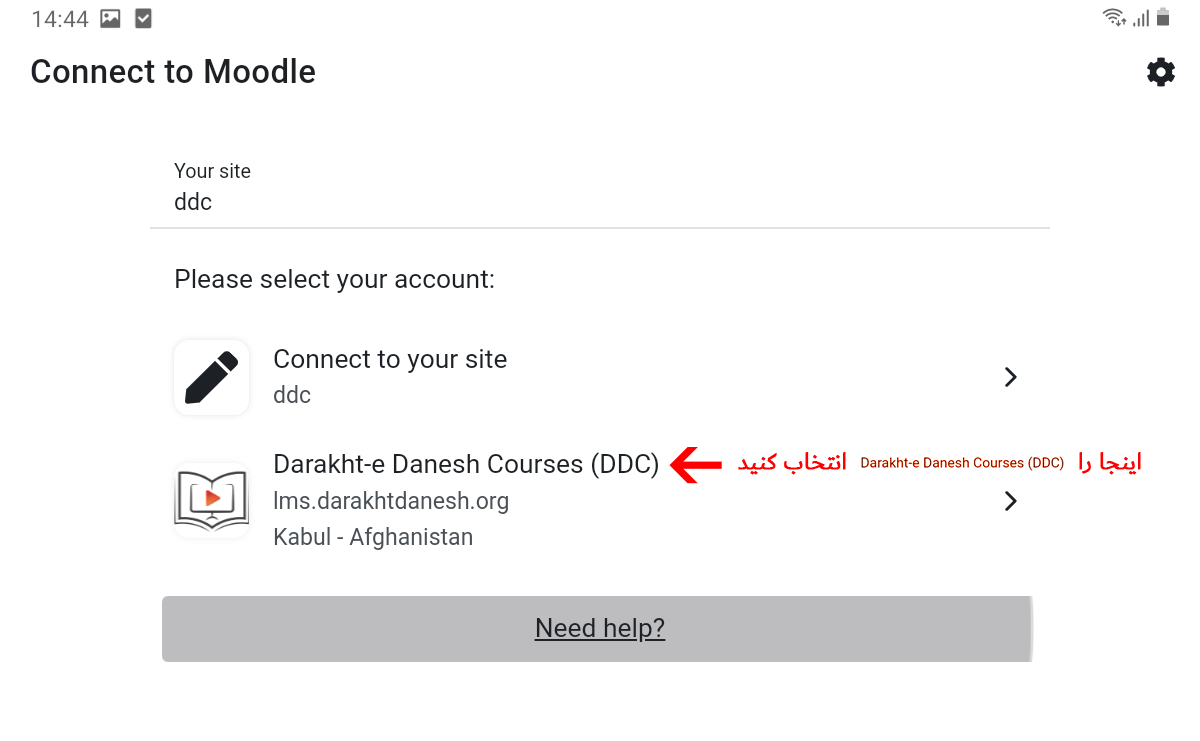 14:44
Connect to Moodle
Your site
ddc
Please select your account:
Connect to your site
ddc
Darakht-e Danesh Courses (DDC)
اینجا را Darakht-e Danesh Courses (DDC) انتخاب کنید
lms.darakhtdanesh.org
Kabul - Afghanistan
Need help?